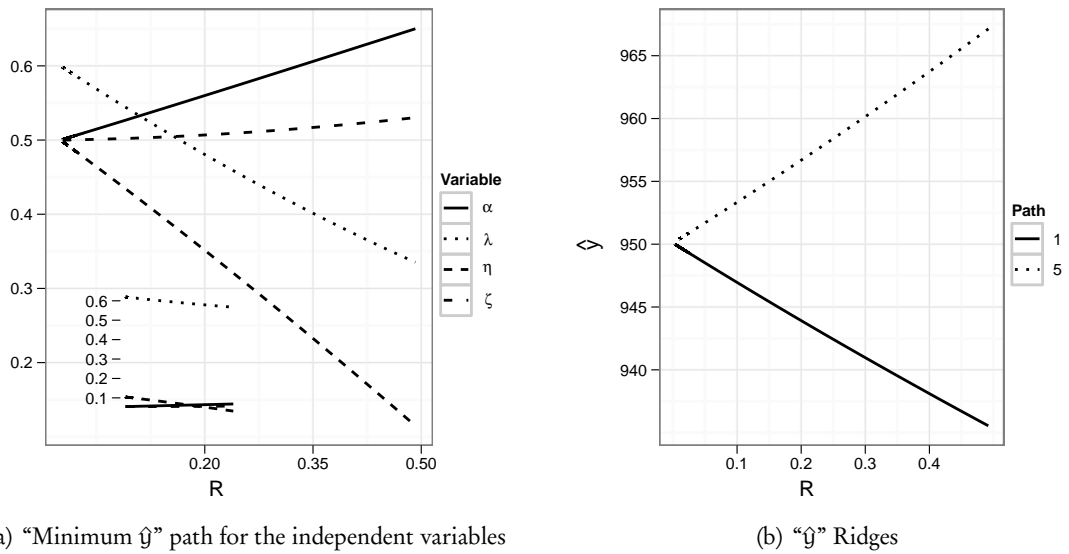 0.6
0.5
0.4
0.3
0.2
0.6
0.5
0.4
0.3
0.2
0.1
0.20 0.35 0.50
R
Variable
α
λ
η
ζ
a) “Minimum ŷ” path for the independent variables
965
960
955
950
945
940
<y
0.1 0.2 0.3 0.4
R
Path
1
5
(b) “ŷ” Ridges